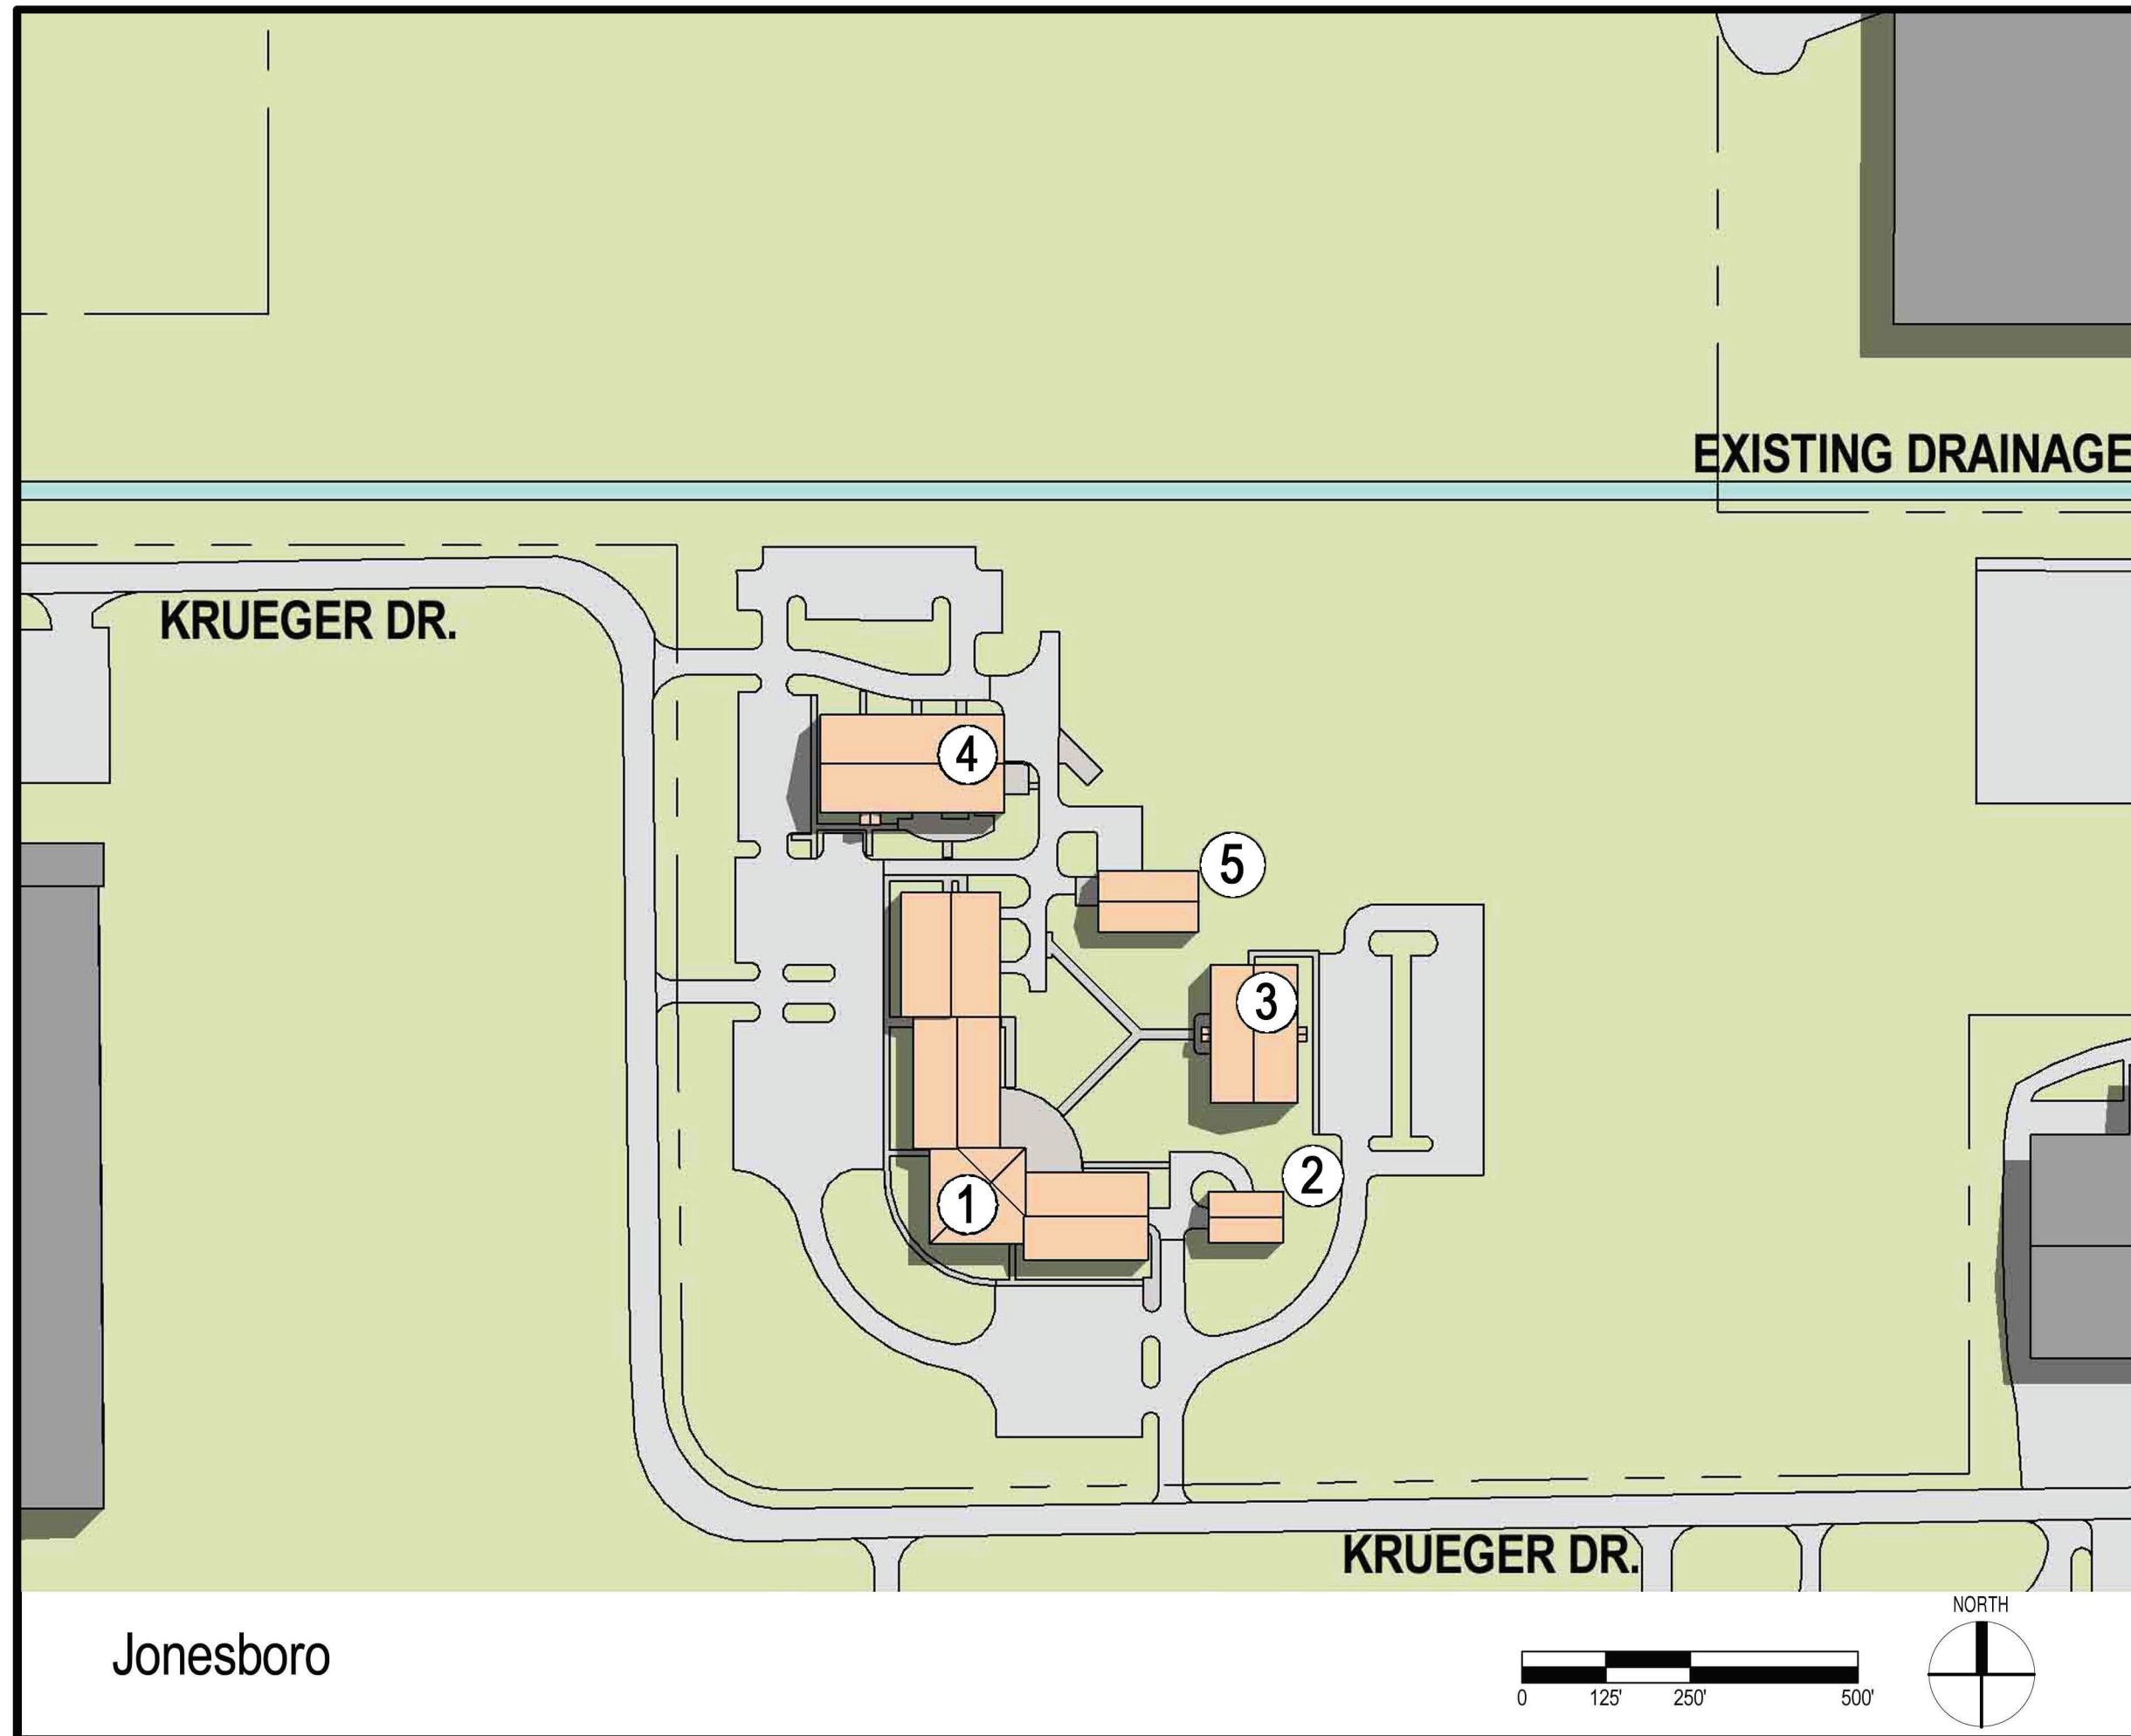 EXISTING DRAINAGE
KRUEGER DR.
4
5
3
2
1
KRUEGER DR.
NORTH
Jonesboro
0 125' 250' 500'